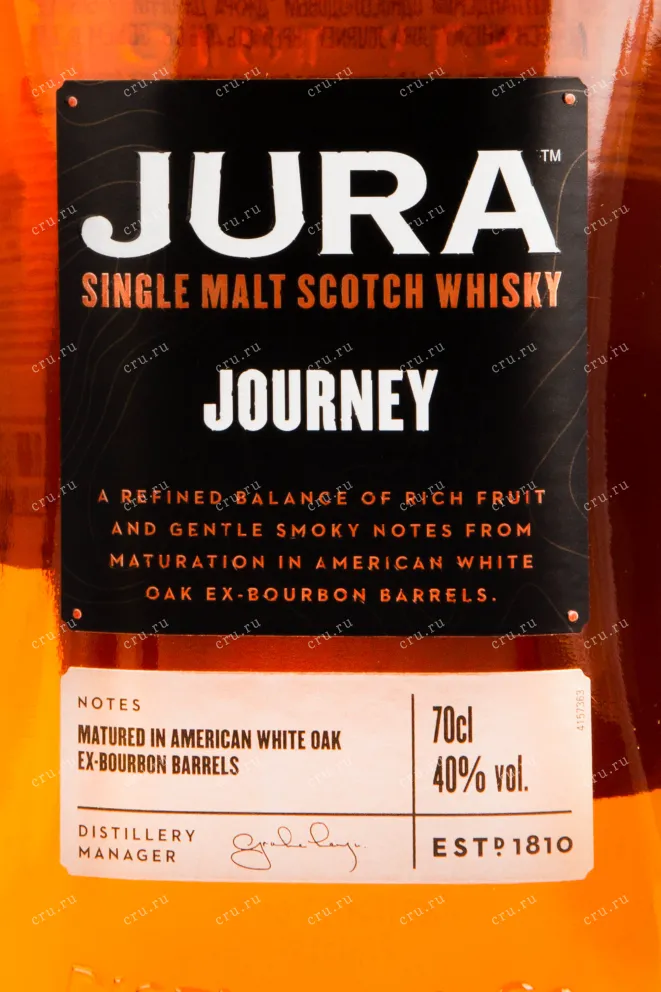 JURA™
SINGLE MALT SCOTCH WHISKY
JOURNEY
A REFINED BALANCE OF RICH FRUIT
AND GENTLE SMOKY NOTES FROM
MATURATION IN AMERICAN WHITE
OAK EX-BOURBON BARRELS.
NOTES
MATURED IN AMERICAN WHITE OAK
EX-BOURBON BARRELS
70cl
40% vol.
4157363
DISTILLERY
MANAGER
ESTD 1810
cru.ru